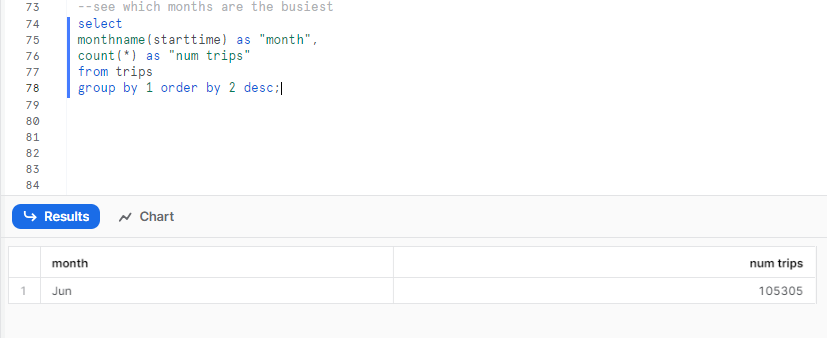 73 --see which months are the busiest
74 select
75 monthname(starttime) as "month",
76 count(*) as "num trips"
77 from trips
78 group by 1 order by 2 desc;
79
80
81
82
83
84
Results Chart
month num trips
1 Jun 105305